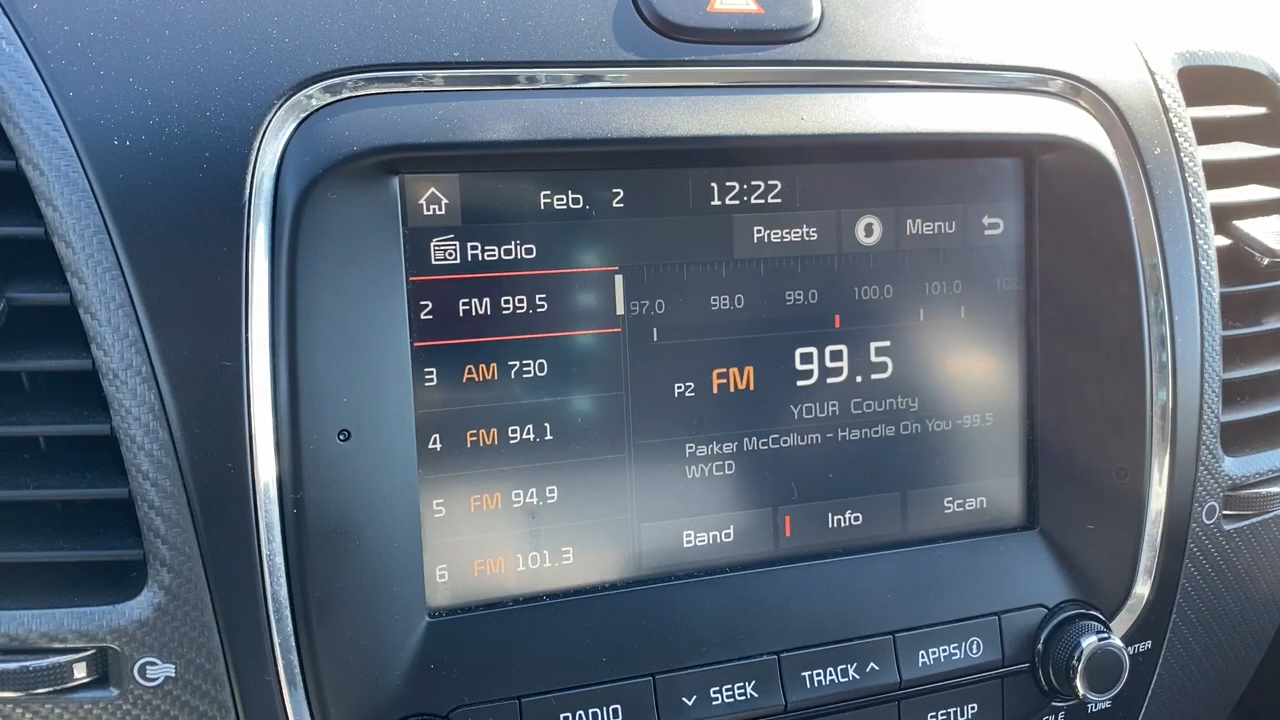 Feb. 2 12:22
Radio Presets Menu
2 FM 99.5
3 AM 730
4 FM 94.1
5 FM 94.9
6 FM 101.3
97.0 98.0 99.0 100.0 101.0 102.
P2 FM 99.5
YOUR Country
Parker McCollum - Handle On You -99.5
WYCD
Band Info Scan
RADIO SEEK TRACK APPS/
SETUP
FILE TUNE